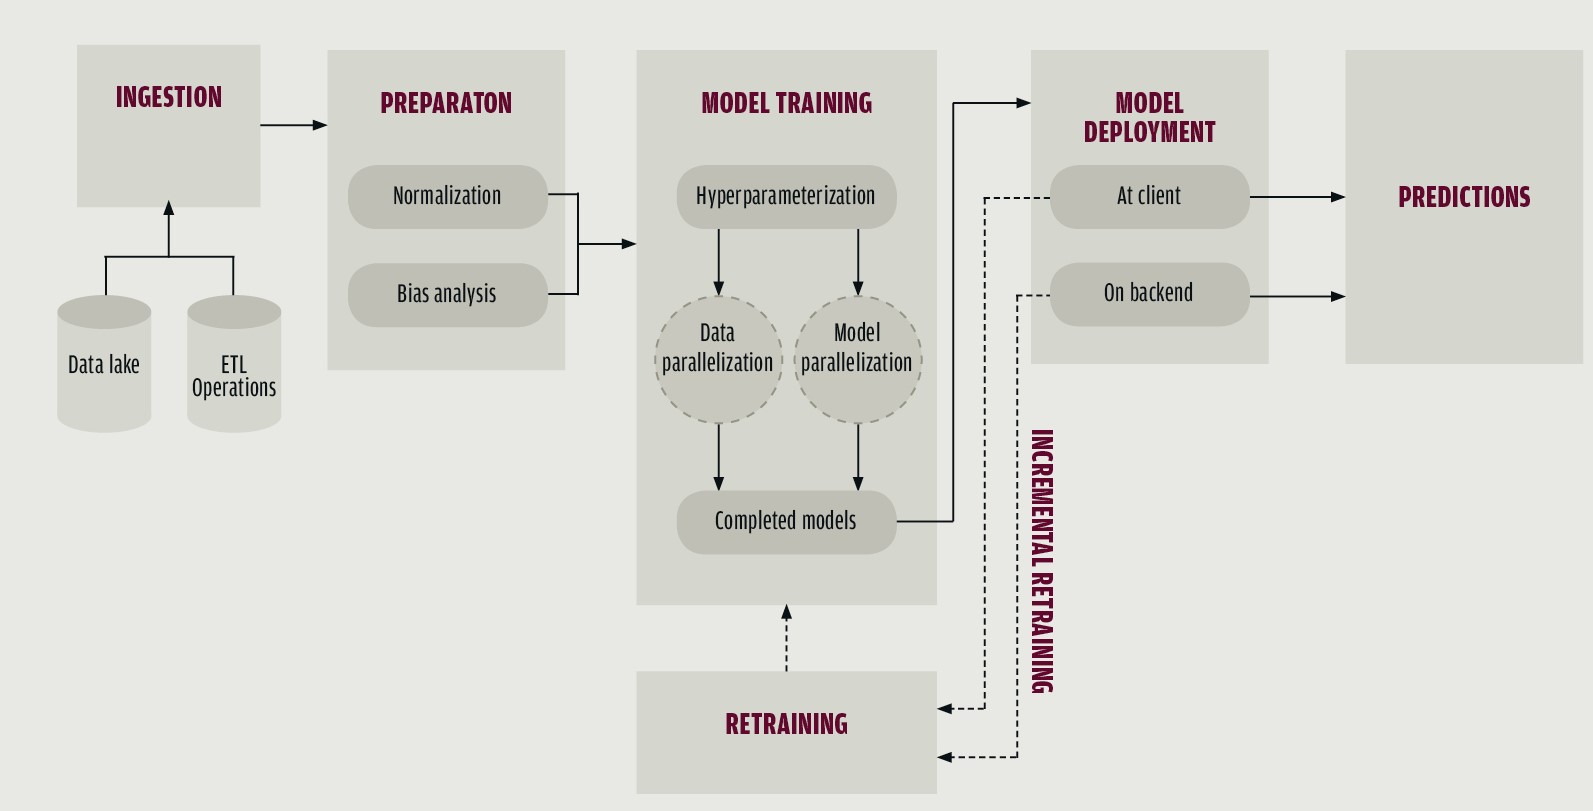 INGESTION
Data lake
ETL
Operations
PREPARATON
Normalization
Bias analysis
MODEL TRAINING
Hyperparameterization
Data
parallelization
Model
parallelization
Completed models
MODEL
DEPLOYMENT
At client
On backend
PREDICTIONS
INCREMENTAL RETRAINING
RETRAINING